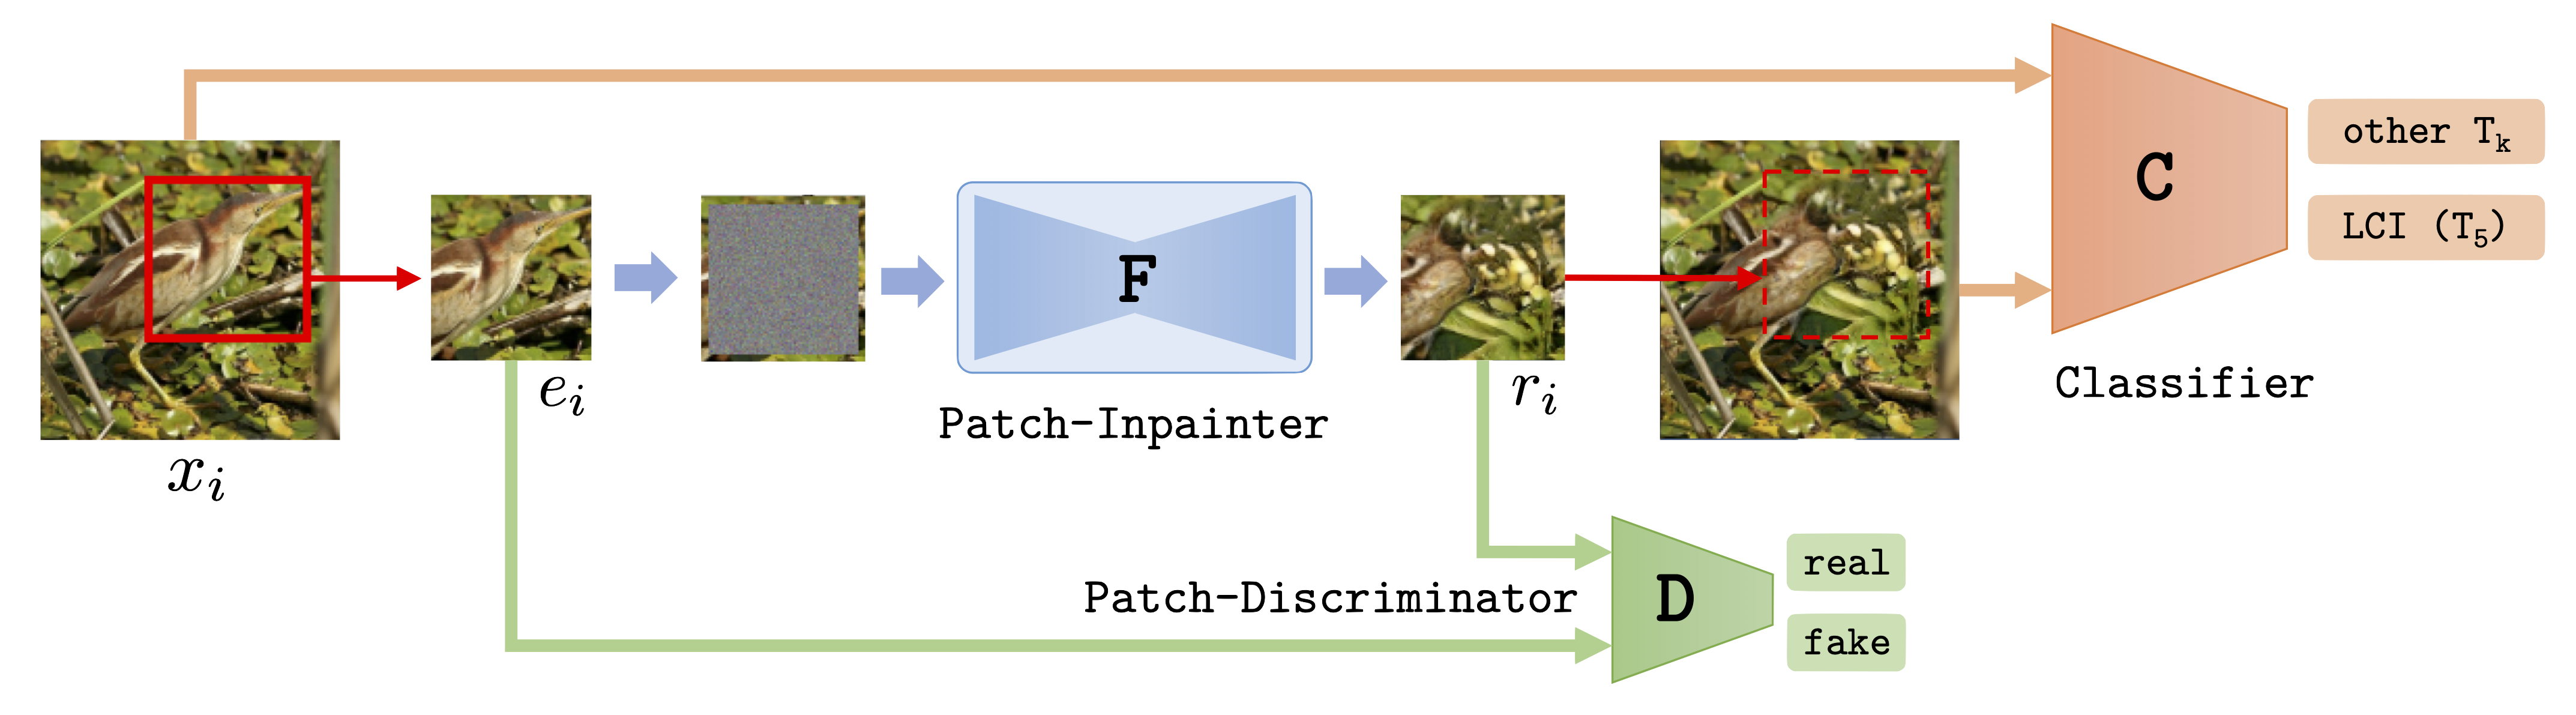 x_i
e_i
F
Patch-Inpainter
r_i
C
Classifier
other T_k
LCI (T_5)
Patch-Discriminator
D
real
fake